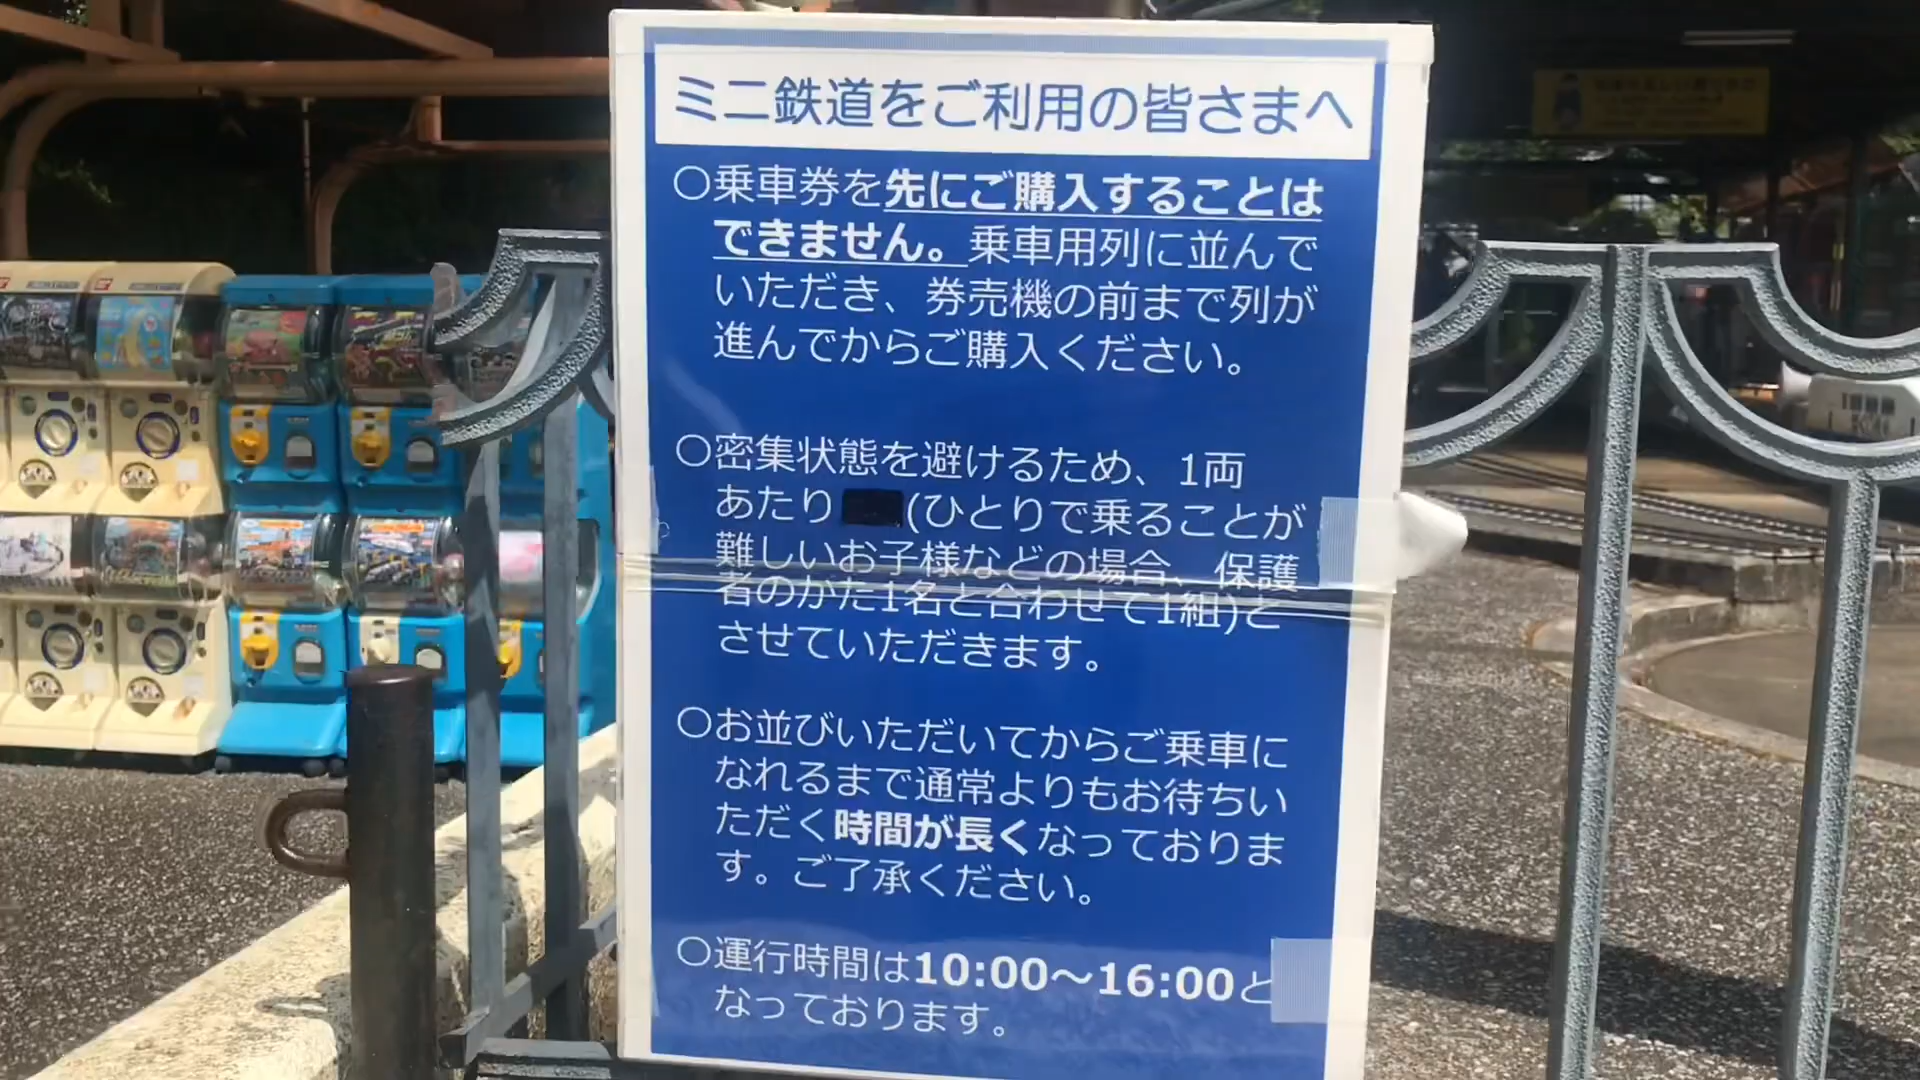 ミニ鉄道をご利用の皆さまへ
○乗車券を先にご購入することは
できません。乗車用列に並んで
いただき、券売機の前まで列が
進んでからご購入ください。
○密集状態を避けるため、1両
あたり(ひとりで乗ることが
難しいお子様などの場合、保護
者のかた1名と合わせて1組)と
させていただきます。
○お並びいただいてからご乗車に
なれるまで通常よりもお待ちい
ただく時間が長くなっておりま
す。ご了承ください。
○運行時間は10:00～16:00と
なっております。